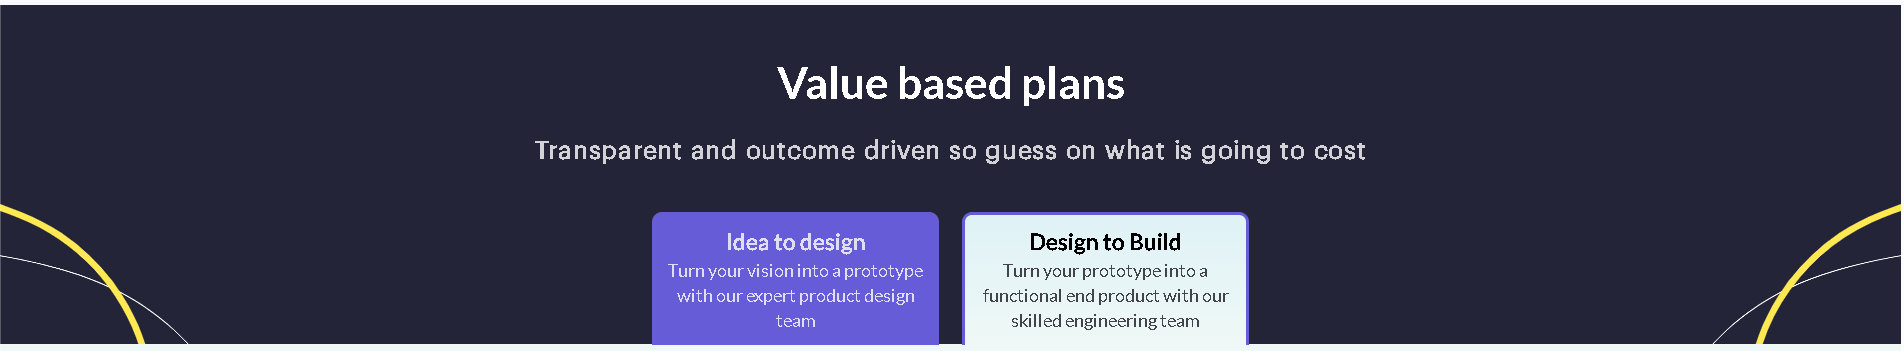 Value based plans
Transparent and outcome driven so guess on what is going to cost
Idea to design
Turn your vision into a prototype
with our expert product design
team
Design to Build
Turn your prototype into a
functional end product with our
skilled engineering team